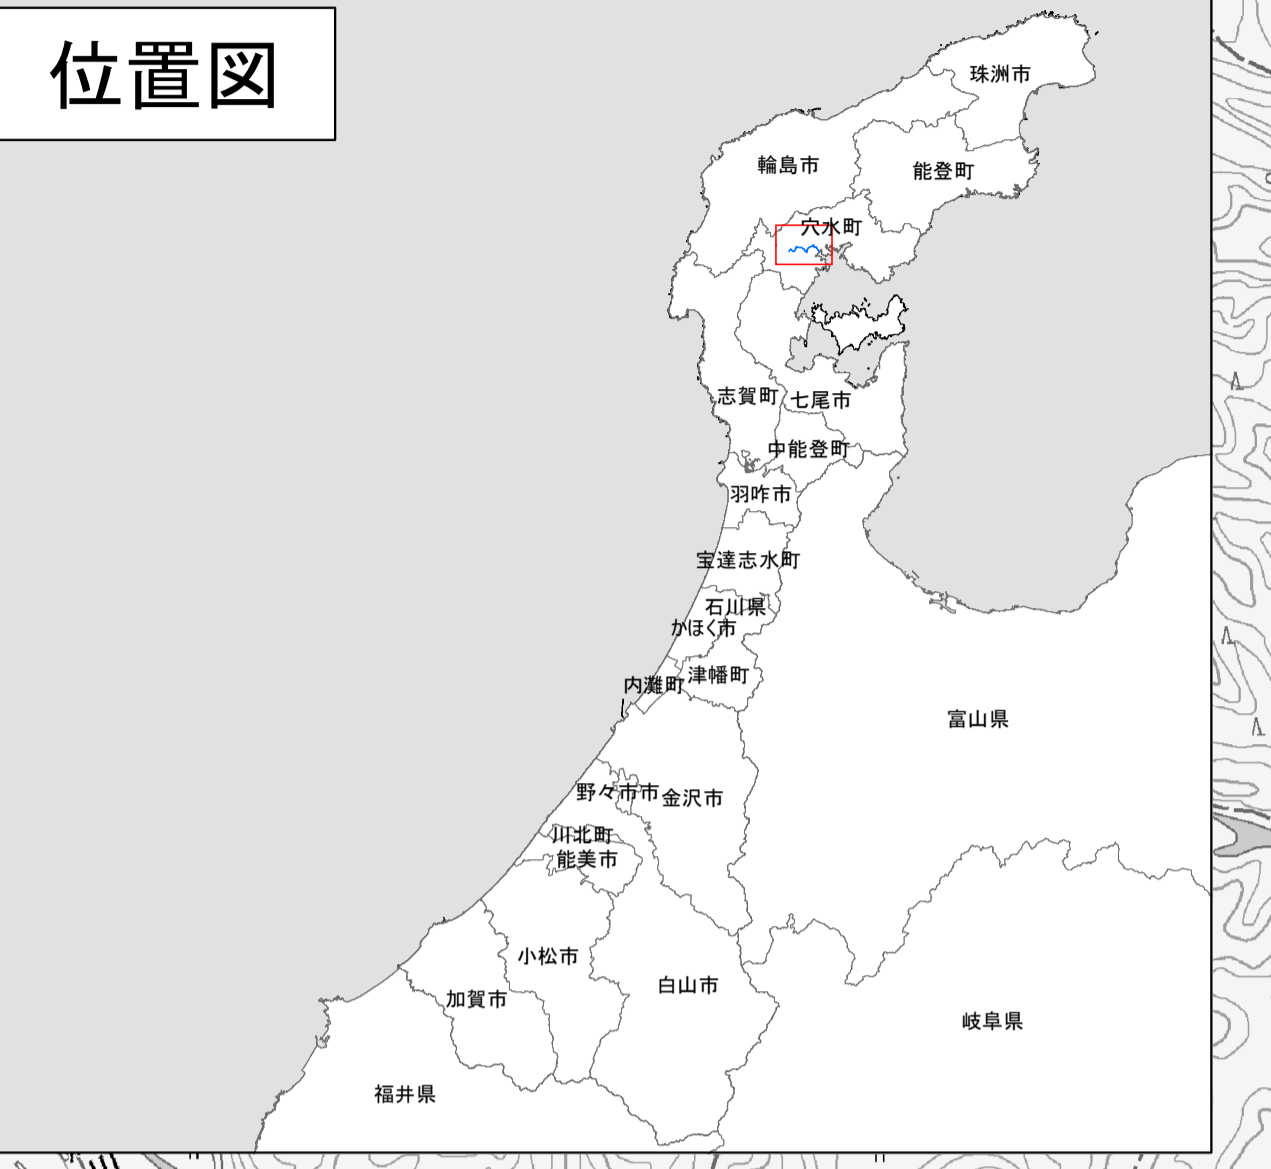 位置図
珠洲市
輪島市
能登町
穴水町
志賀町
七尾市
中能登町
羽咋市
宝達志水町
石川県
かほく市
津幡町
内灘町
富山県
野々市市
金沢市
川北町
能美市
小松市
白山市
加賀市
岐阜県
福井県